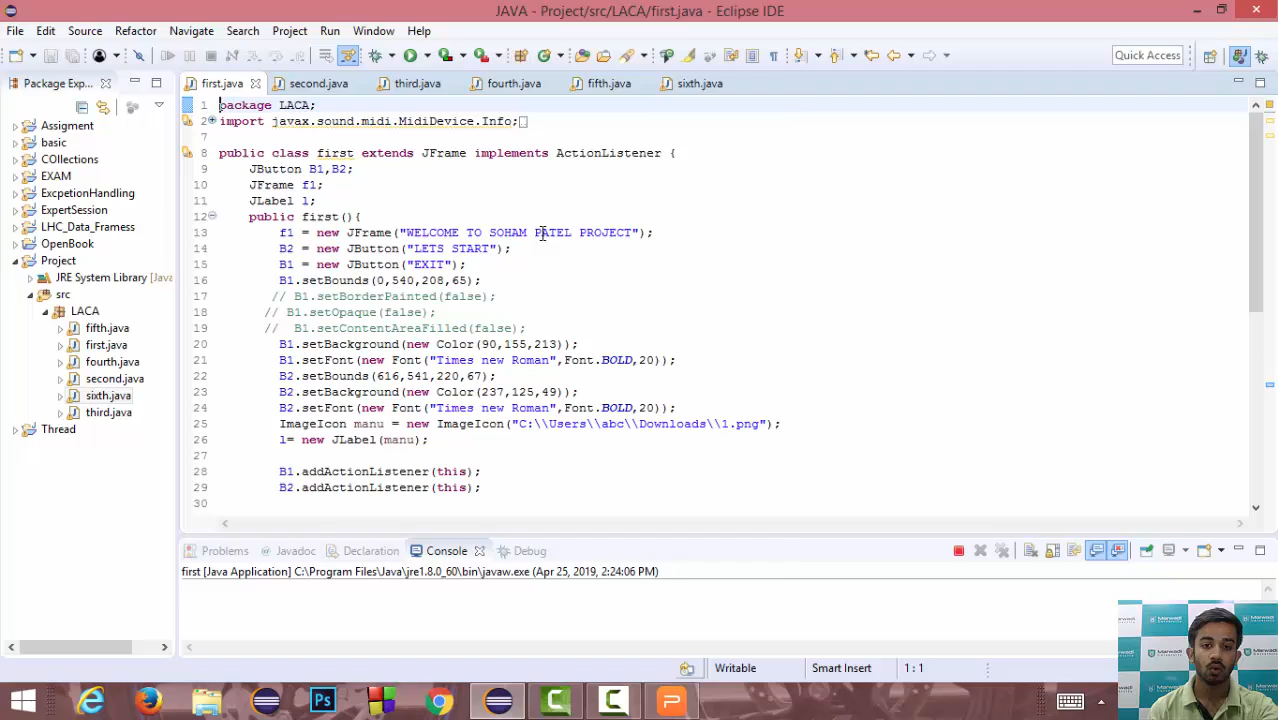 JAVA - Project/src/LACA/first.java - Eclipse IDE
File Edit Source Refactor Navigate Search Project Run Window Help
Quick Access
Package Exp...
first.java second.java third.java fourth.java fifth.java sixth.java
Assigment
basic
COllections
EXAM
ExcpetionHandling
ExpertSession
LHC_Data_Framess
OpenBook
Project
JRE System Library [Java
src
LACA
fifth.java
first.java
fourth.java
second.java
sixth.java
third.java
Thread
1 package LACA;
2 import javax.sound.midi.MidiDevice.Info;
7
8 public class first extends JFrame implements ActionListener {
9 JButton B1,B2;
10 JFrame f1;
11 JLabel l;
12 public first(){
13 f1 = new JFrame("WELCOME TO SOHAM PATEL PROJECT");
14 B2 = new JButton("LETS START");
15 B1 = new JButton("EXIT");
16 B1.setBounds(0,540,208,65);
17 // B1.setBorderPainted(false);
18 // B1.setOpaque(false);
19 // B1.setContentAreaFilled(false);
20 B1.setBackground(new Color(90,155,213));
21 B1.setFont(new Font("Times new Roman",Font.BOLD,20));
22 B2.setBounds(616,541,220,67);
23 B2.setBackground(new Color(237,125,49));
24 B2.setFont(new Font("Times new Roman",Font.BOLD,20));
25 ImageIcon manu = new ImageIcon("C:\\Users\\abc\\Downloads\\1.png");
26 l= new JLabel(manu);
27
28 B1.addActionListener(this);
29 B2.addActionListener(this);
30
Problems Javadoc Declaration Console Debug
first [Java Application] C:\Program Files\Java\jre1.8.0_60\bin\javaw.exe (Apr 25, 2019, 2:24:06 PM)
Writable Smart Insert 1 : 1
Ps
C C P